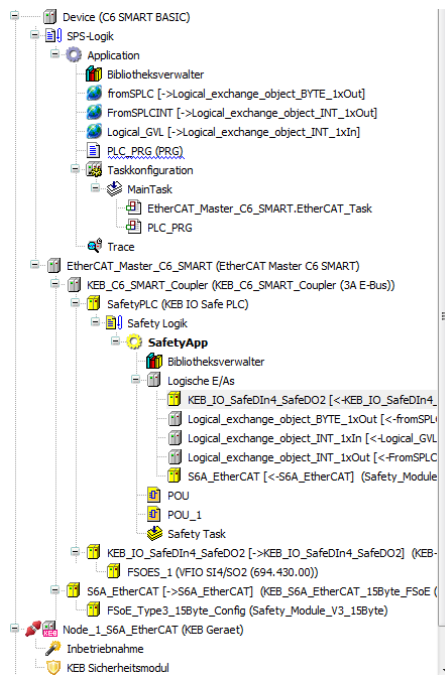 Device (C6 SMART BASIC)
SPS-Logik
Application
Bibliotheksverwalter
fromSPLC [->Logical_exchange_object_BYTE_1xOut]
FromSPLCINT [->Logical_exchange_object_INT_1xOut]
Logical_GVL [->Logical_exchange_object_INT_1xIn]
PLC_PRG (PRG)
Taskkonfiguration
MainTask
EtherCAT_Master_C6_SMART.EtherCAT_Task
PLC_PRG
Trace
EtherCAT_Master_C6_SMART (EtherCAT Master C6 SMART)
KEB_C6_SMART_Coupler (KEB_C6_SMART_Coupler (3A E-Bus))
SafetyPLC (KEB IO Safe PLC)
Safety Logik
SafetyApp
Bibliotheksverwalter
Logische E/As
KEB_IO_SafeDIn4_SafeDO2 [<-KEB_IO_SafeDIn4_
Logical_exchange_object_BYTE_1xOut [<-fromSPL
Logical_exchange_object_INT_1xIn [<-Logical_GVL
Logical_exchange_object_INT_1xOut [<-FromSPLC
S6A_EtherCAT [<-S6A_EtherCAT] (Safety_Module
POU
POU_1
Safety Task
KEB_IO_SafeDIn4_SafeDO2 [->KEB_IO_SafeDIn4_SafeDO2] (KEB-
FSOES_1 (VFIO SI4/SO2 (694.430.00))
S6A_EtherCAT [->S6A_EtherCAT] (KEB_S6A_EtherCAT_15Byte_FSoE (
FSoE_Type3_15Byte_Config (Safety_Module_V3_15Byte)
Node_1_S6A_EtherCAT (KEB Geraet)
Inbetriebnahme
KEB Sicherheitsmodul